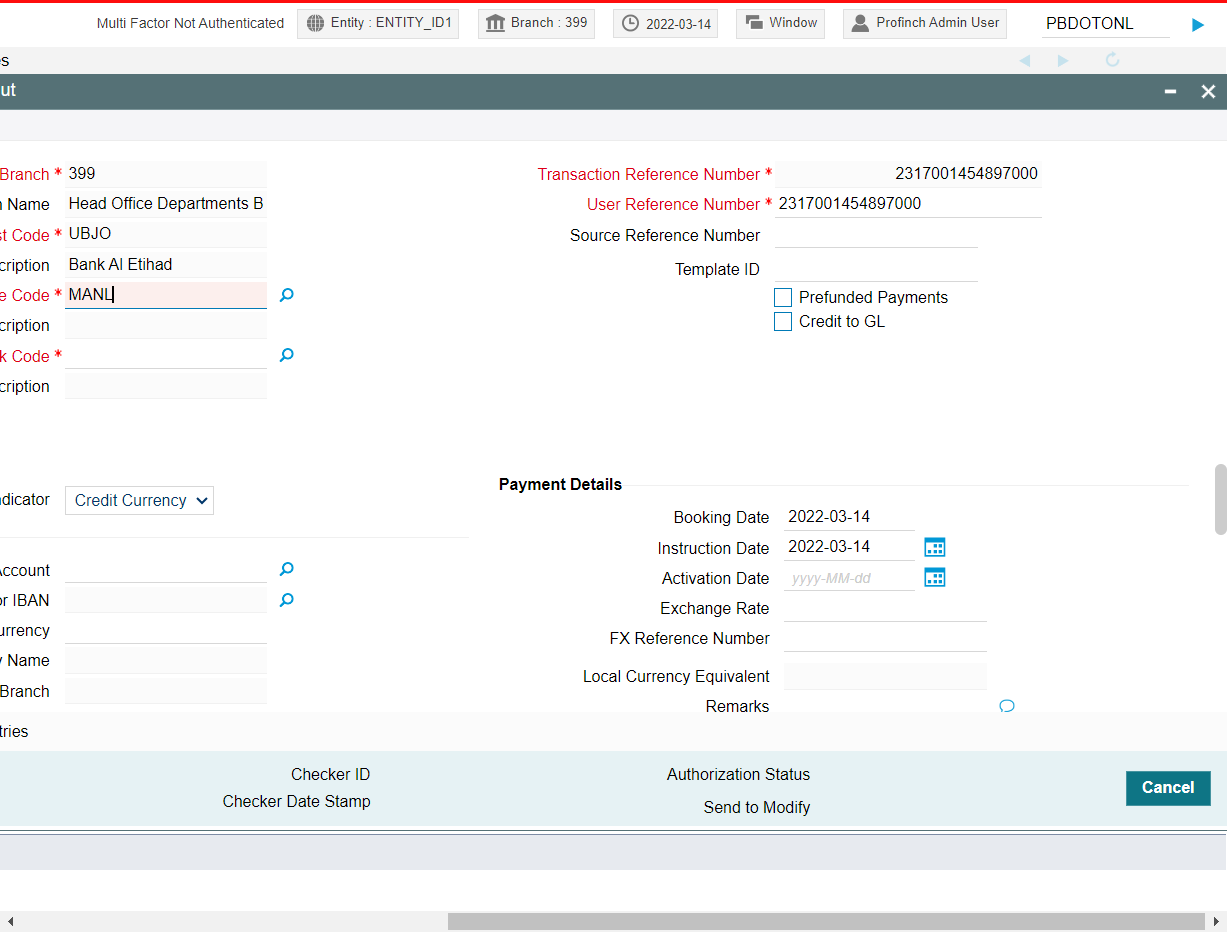 Multi Factor Not Authenticated Entity : ENTITY_ID1 Branch : 399 2022-03-14 Window Profinch Admin User PBDOTONL
s
ut
Branch * 399
n Name Head Office Departments B
st Code * UBJO
cription Bank Al Etihad
e Code * MANL
cription
k Code *
cription
Transaction Reference Number * 2317001454897000
User Reference Number * 2317001454897000
Source Reference Number
Template ID
Prefunded Payments
Credit to GL
ndicator Credit Currency
Account
or IBAN
urrency
y Name
Branch
Payment Details
Booking Date 2022-03-14
Instruction Date 2022-03-14
Activation Date yyyy-MM-dd
Exchange Rate
FX Reference Number
Local Currency Equivalent
Remarks
tries
Checker ID
Checker Date Stamp
Authorization Status
Send to Modify
Cancel